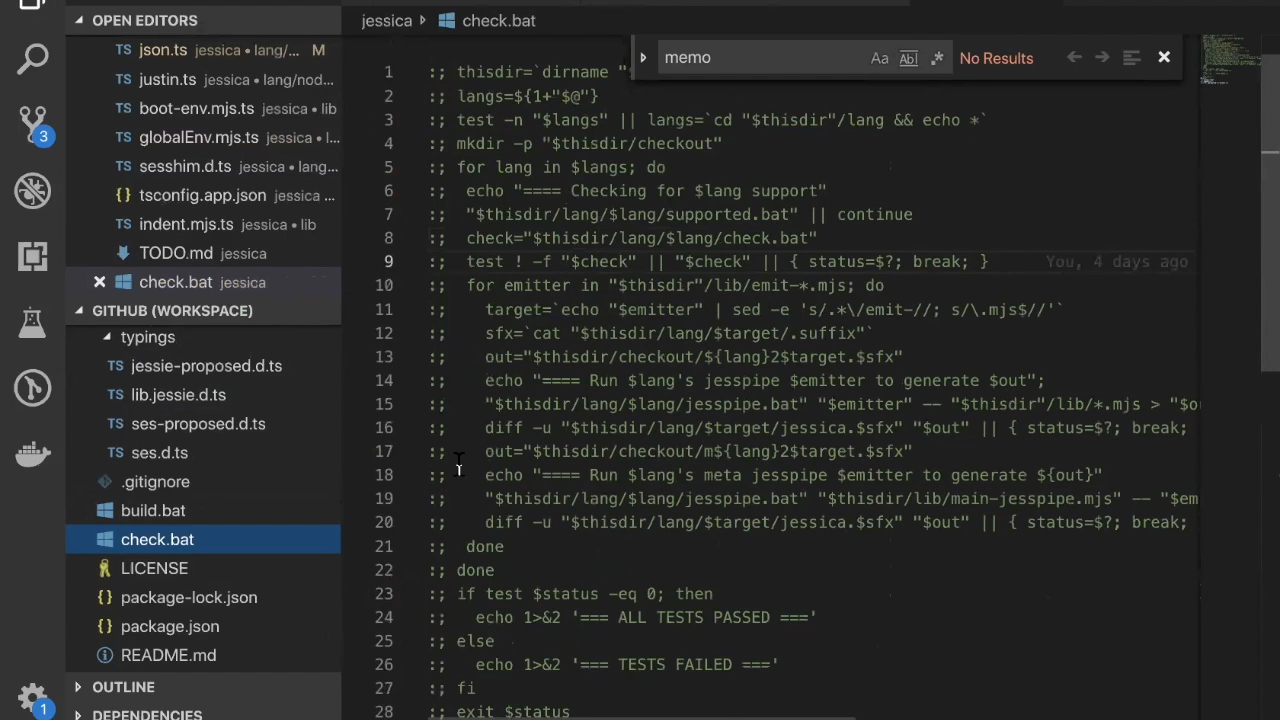 OPEN EDITORS
json.ts jessica • lang/... M
justin.ts jessica • lang/nod...
boot-env.mjs.ts jessica • lib
globalEnv.mjs.ts jessica • l...
sesshim.d.ts jessica • lang...
tsconfig.app.json jessica ...
indent.mjs.ts jessica • lib
TODO.md jessica
check.bat jessica
GITHUB (WORKSPACE)
typings
jessie-proposed.d.ts
lib.jessie.d.ts
ses-proposed.d.ts
ses.d.ts
.gitignore
build.bat
check.bat
LICENSE
package-lock.json
package.json
README.md
OUTLINE
DEPENDENCIES
3
1
jessica check.bat
memo Aa Abl .* No Results
1 :; thisdir=`dirname "
2 :; langs=${1+"$@"}
3 :; test -n "$langs" || langs=`cd "$thisdir"/lang && echo *`
4 :; mkdir -p "$thisdir/checkout"
5 :; for lang in $langs; do
6 :;  echo "==== Checking for $lang support"
7 :;  "$thisdir/lang/$lang/supported.bat" || continue
8 :;  check="$thisdir/lang/$lang/check.bat"
9 :;  test ! -f "$check" || "$check" || { status=$?; break; } You, 4 days ago
10 :;  for emitter in "$thisdir"/lib/emit-*.mjs; do
11 :;    target=`echo "$emitter" | sed -e 's/.*\/emit-//; s/\.mjs$//'`
12 :;    sfx=`cat "$thisdir/lang/$target/.suffix"`
13 :;    out="$thisdir/checkout/${lang}2$target.$sfx"
14 :;    echo "==== Run $lang's jesspipe $emitter to generate $out";
15 :;    "$thisdir/lang/$lang/jesspipe.bat" "$emitter" -- "$thisdir"/lib/*.mjs > "$o
16 :;    diff -u "$thisdir/lang/$target/jessica.$sfx" "$out" || { status=$?; break;
17 :;    out="$thisdir/checkout/m${lang}2$target.$sfx"
18 :;    echo "==== Run $lang's meta jesspipe $emitter to generate ${out}"
19 :;    "$thisdir/lang/$lang/jesspipe.bat" "$thisdir/lib/main-jesspipe.mjs" -- "$em
20 :;    diff -u "$thisdir/lang/$target/jessica.$sfx" "$out" || { status=$?; break;
21 :;  done
22 :; done
23 :; if test $status -eq 0; then
24 :;   echo 1>&2 '=== ALL TESTS PASSED ==='
25 :; else
26 :;   echo 1>&2 '=== TESTS FAILED ==='
27 :; fi
28 :; exit $status